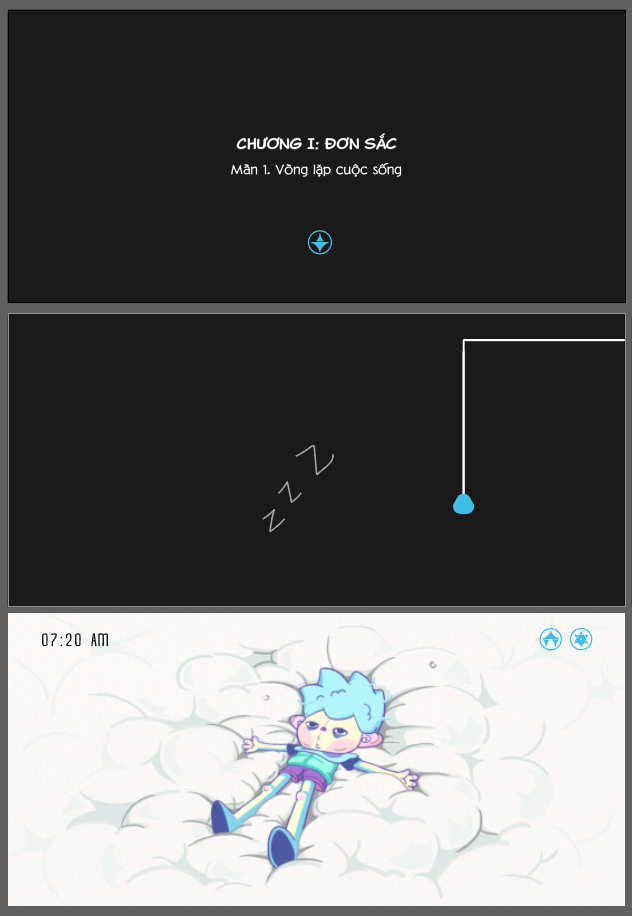 CHƯƠNG I: ĐƠN SẮC
Màn 1. Vòng lặp cuộc sống
z z Z
07:20 AM